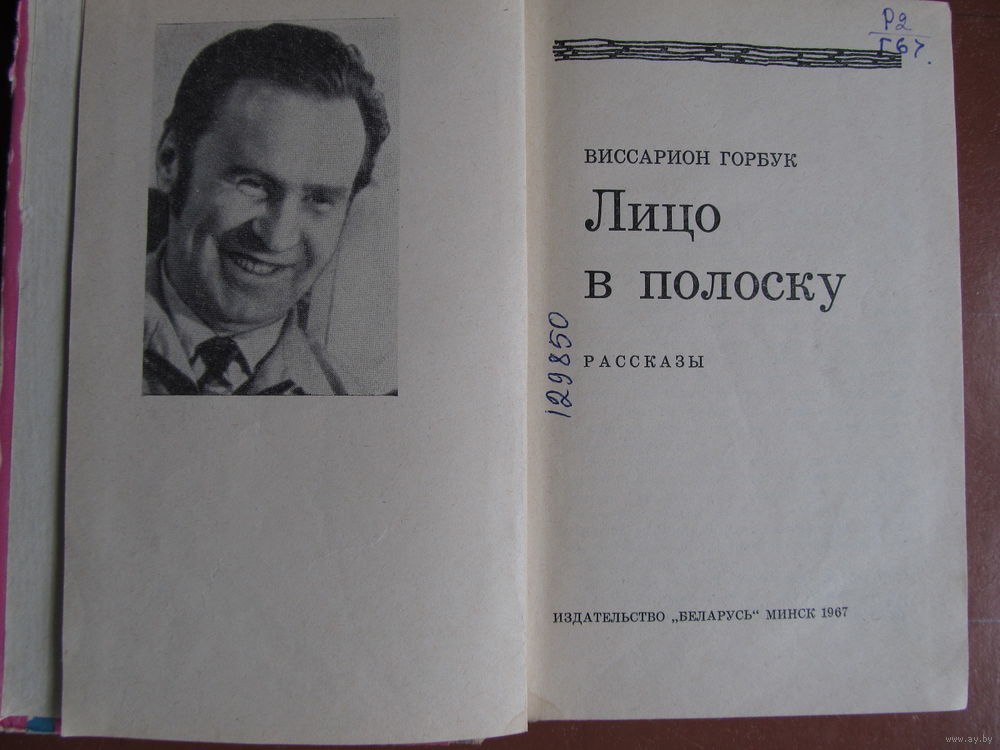 Р2
Г67.
ВИССАРИОН ГОРБУК
Лицо
в полоску
129850
РАССКАЗЫ
ИЗДАТЕЛЬСТВО „БЕЛАРУСЬ“ МИНСК 1967
www.ay.by